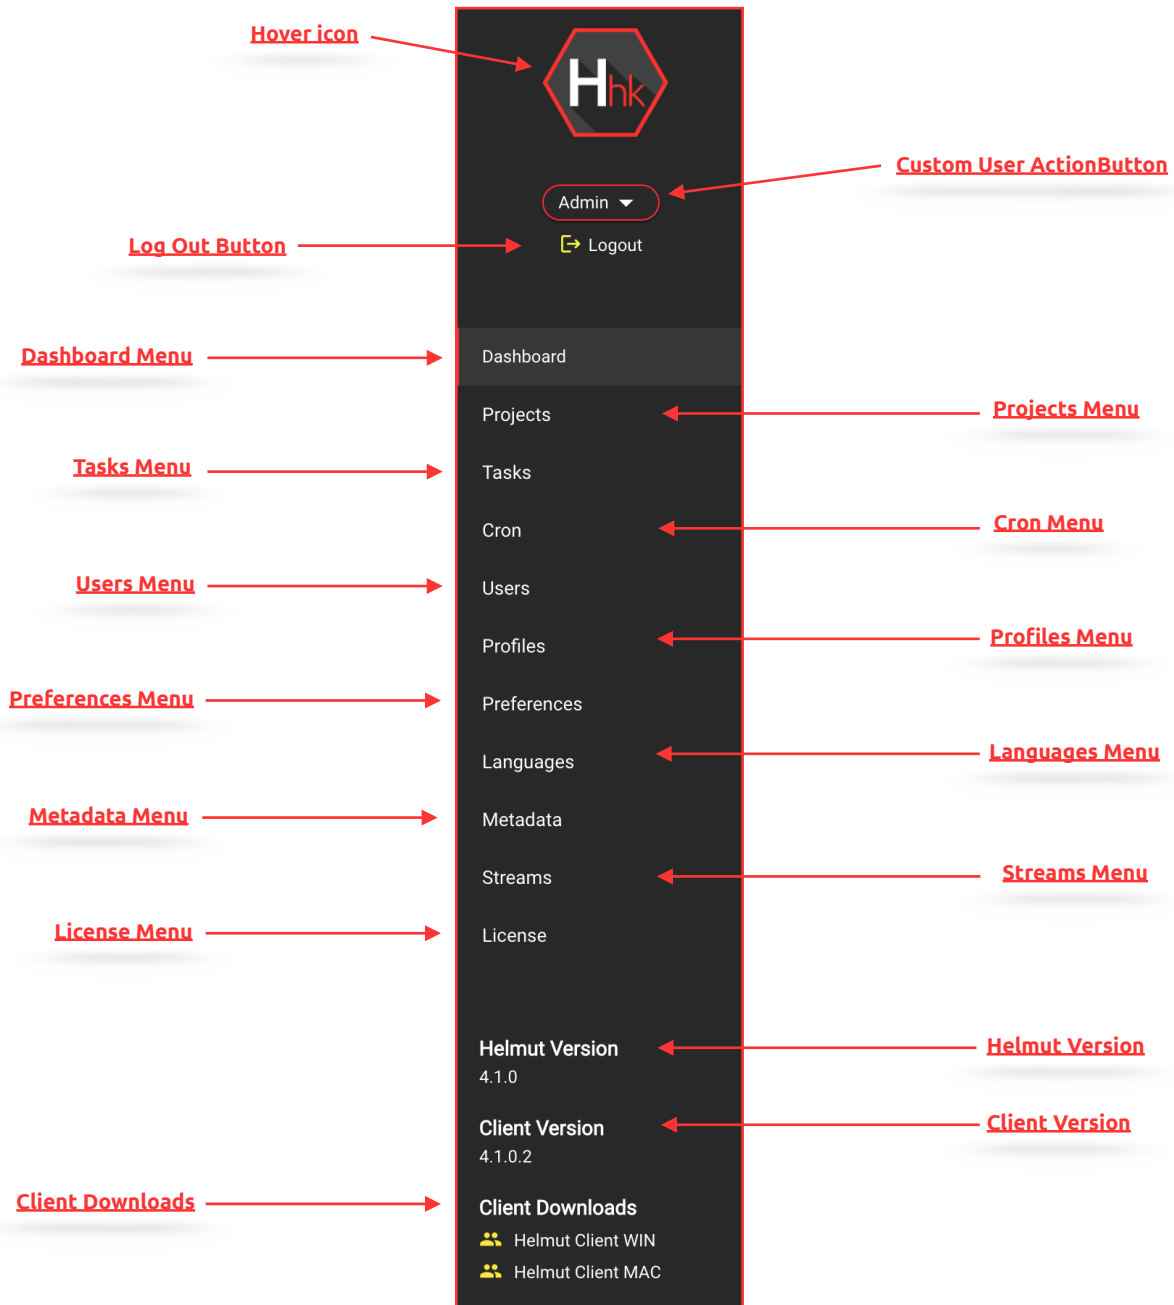 Hover icon
Hhk
Custom User ActionButton
Admin
Log Out Button
Logout
Dashboard Menu
Dashboard
Projects
Projects Menu
Tasks Menu
Tasks
Cron
Cron Menu
Users Menu
Users
Profiles
Profiles Menu
Preferences Menu
Preferences
Languages
Languages Menu
Metadata Menu
Metadata
Streams
Streams Menu
License Menu
License
Helmut Version
Helmut Version
4.1.0
Client Version
Client Version
4.1.0.2
Client Downloads
Client Downloads
Helmut Client WIN
Helmut Client MAC